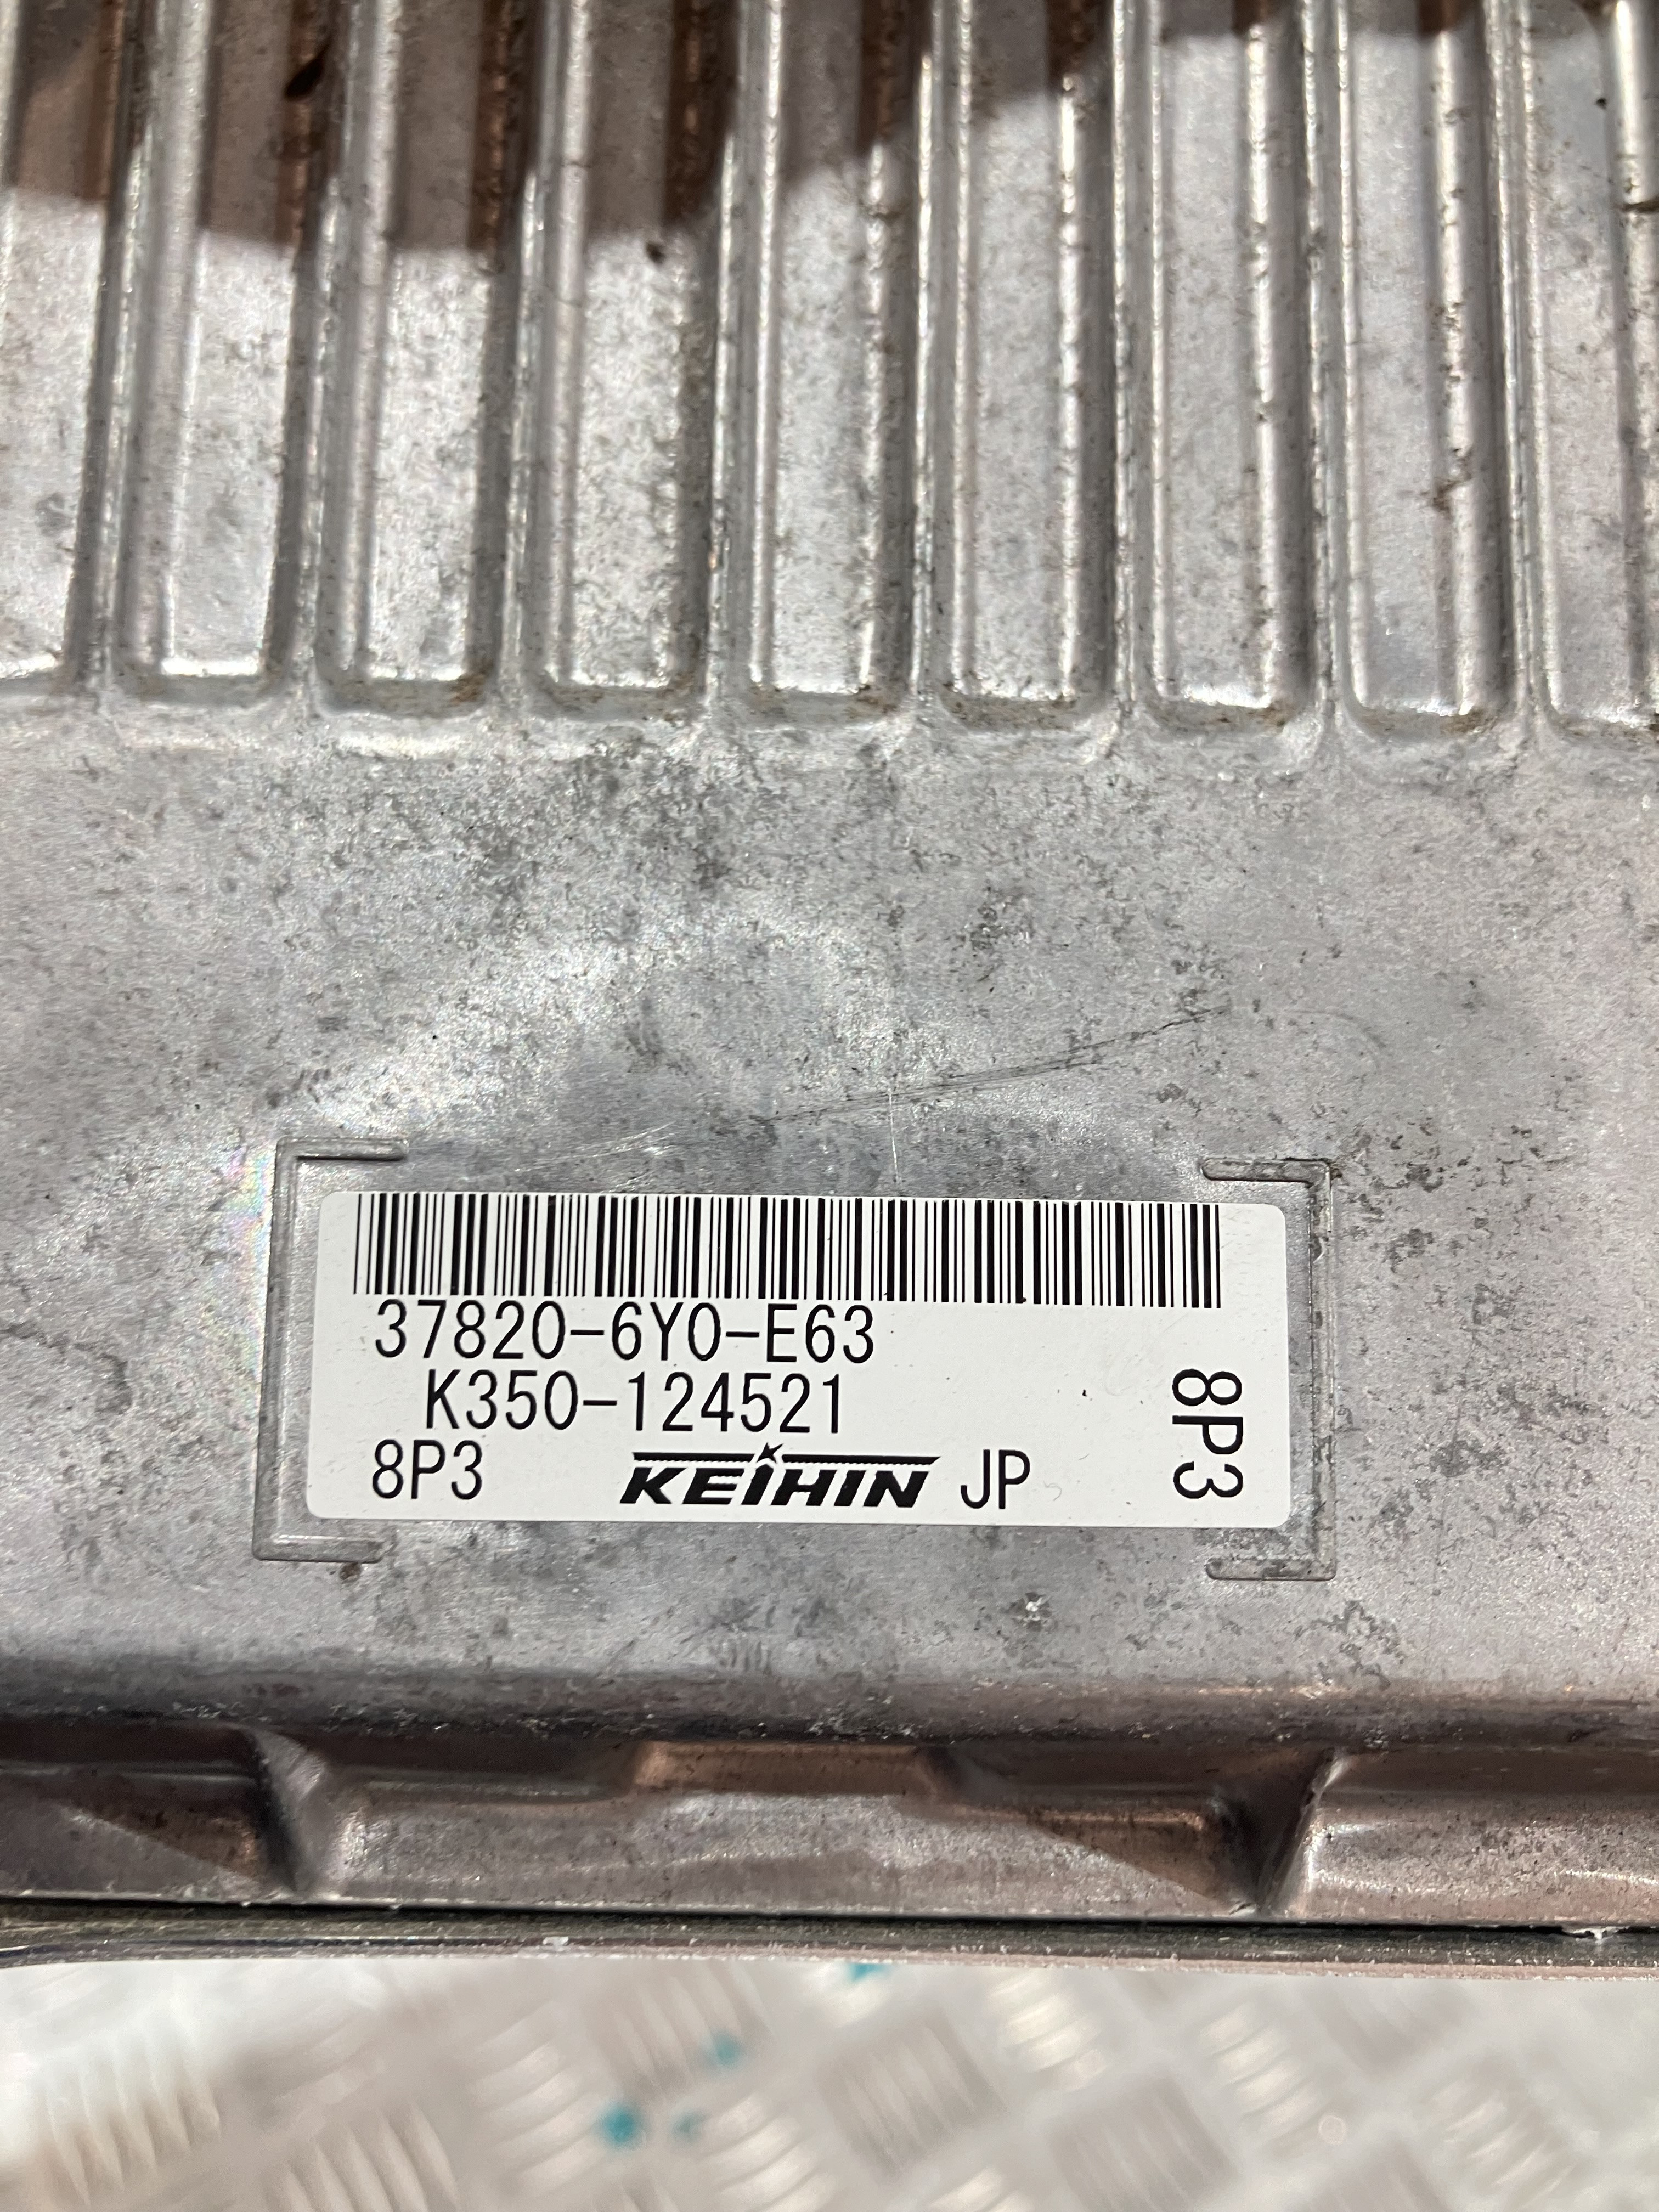 37820-6Y0-E63
K350-124521
8P3 KEIHIN JP
8P3